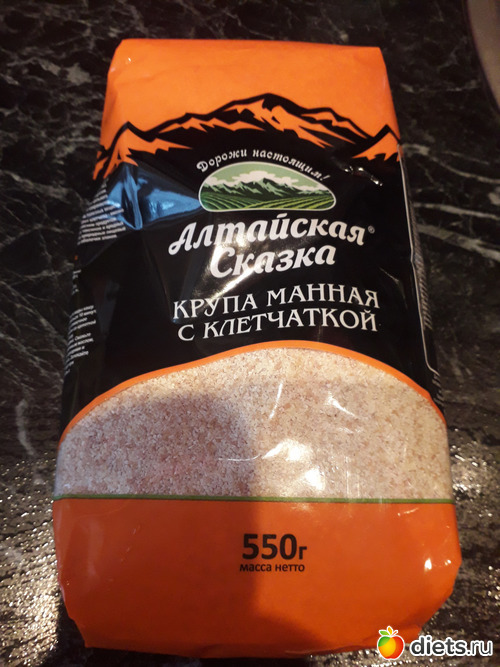 Дорожи настоящим!
Алтайская®
Сказка
КРУПА МАННАЯ
С КЛЕТЧАТКОЙ
550г
масса нетто
diets.ru